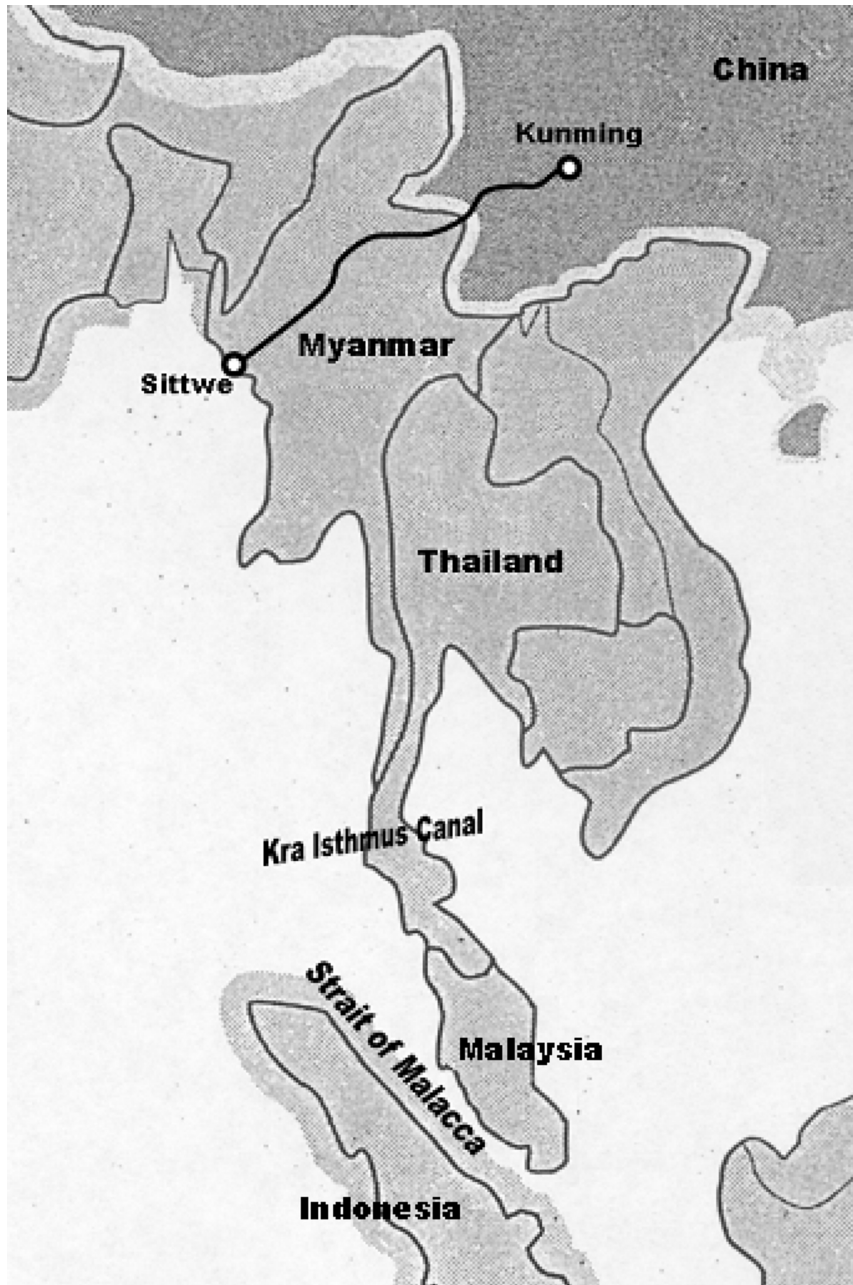 China
Kunming
Myanmar
Sittwe
Thailand
Kra Isthmus Canal
Strait of Malacca
Malaysia
Indonesia